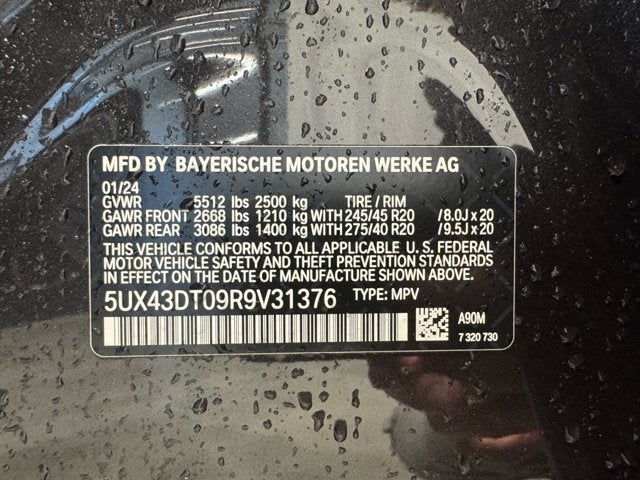 MFD BY BAYERISCHE MOTOREN WERKE AG
01/24
GVWR 5512 lbs 2500 kg TIRE / RIM
GAWR FRONT 2668 lbs 1210 kg WITH 245/45 R20 /8.0J x 20
GAWR REAR 3086 lbs 1400 kg WITH 275/40 R20 /9.5J x 20
THIS VEHICLE CONFORMS TO ALL APPLICABLE U. S. FEDERAL
MOTOR VEHICLE SAFETY AND THEFT PREVENTION STANDARDS
IN EFFECT ON THE DATE OF MANUFACTURE SHOWN ABOVE.
5UX43DT09R9V31376 TYPE: MPV
A90M
7 320 730